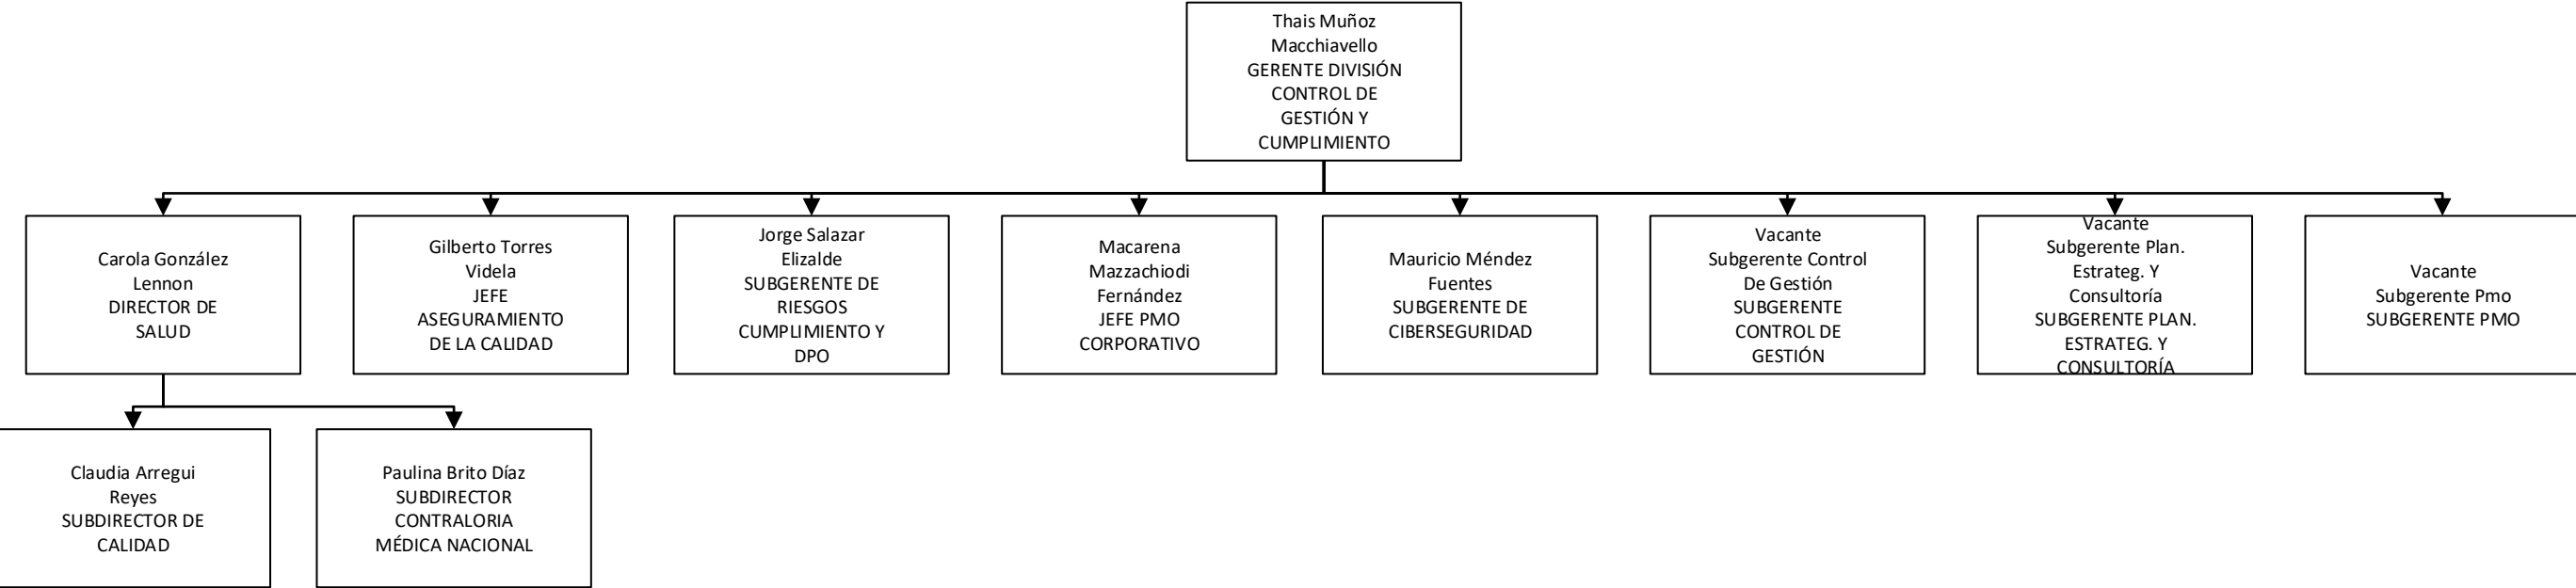 Thais Muñoz
Macchiavello
GERENTE DIVISIÓN
CONTROL DE
GESTIÓN Y
CUMPLIMIENTO
Carola González
Lennon
DIRECTOR DE
SALUD
Gilberto Torres
Videla
JEFE
ASEGURAMIENTO
DE LA CALIDAD
Jorge Salazar
Elizalde
SUBGERENTE DE
RIESGOS
CUMPLIMIENTO Y
DPO
Macarena
Mazzachiodi
Fernández
JEFE PMO
CORPORATIVO
Mauricio Méndez
Fuentes
SUBGERENTE DE
CIBERSEGURIDAD
Vacante
Subgerente Control
De Gestión
SUBGERENTE
CONTROL DE
GESTIÓN
Vacante
Subgerente Plan.
Estrateg. Y
Consultoría
SUBGERENTE PLAN.
ESTRATEG. Y
CONSULTORÍA
Vacante
Subgerente Pmo
SUBGERENTE PMO
Claudia Arregui
Reyes
SUBDIRECTOR DE
CALIDAD
Paulina Brito Díaz
SUBDIRECTOR
CONTRALORIA
MÉDICA NACIONAL